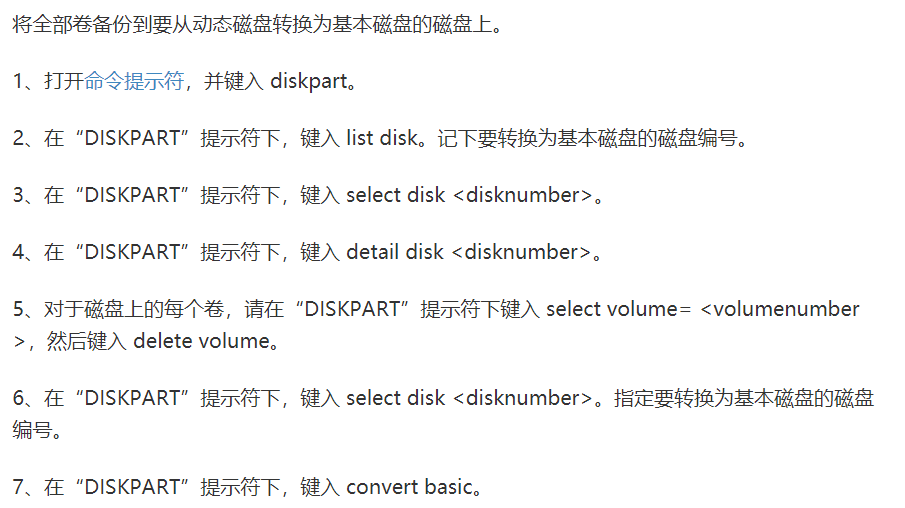 将全部卷备份到要从动态磁盘转换为基本磁盘的磁盘上。
1、打开命令提示符，并键入 diskpart。
2、在“DISKPART”提示符下，键入 list disk。记下要转换为基本磁盘的磁盘编号。
3、在“DISKPART”提示符下，键入 select disk <disknumber>。
4、在“DISKPART”提示符下，键入 detail disk <disknumber>。
5、对于磁盘上的每个卷，请在“DISKPART”提示符下键入 select volume= <volumenumber
>，然后键入 delete volume。
6、在“DISKPART”提示符下，键入 select disk <disknumber>。指定要转换为基本磁盘的磁盘
编号。
7、在“DISKPART”提示符下，键入 convert basic。